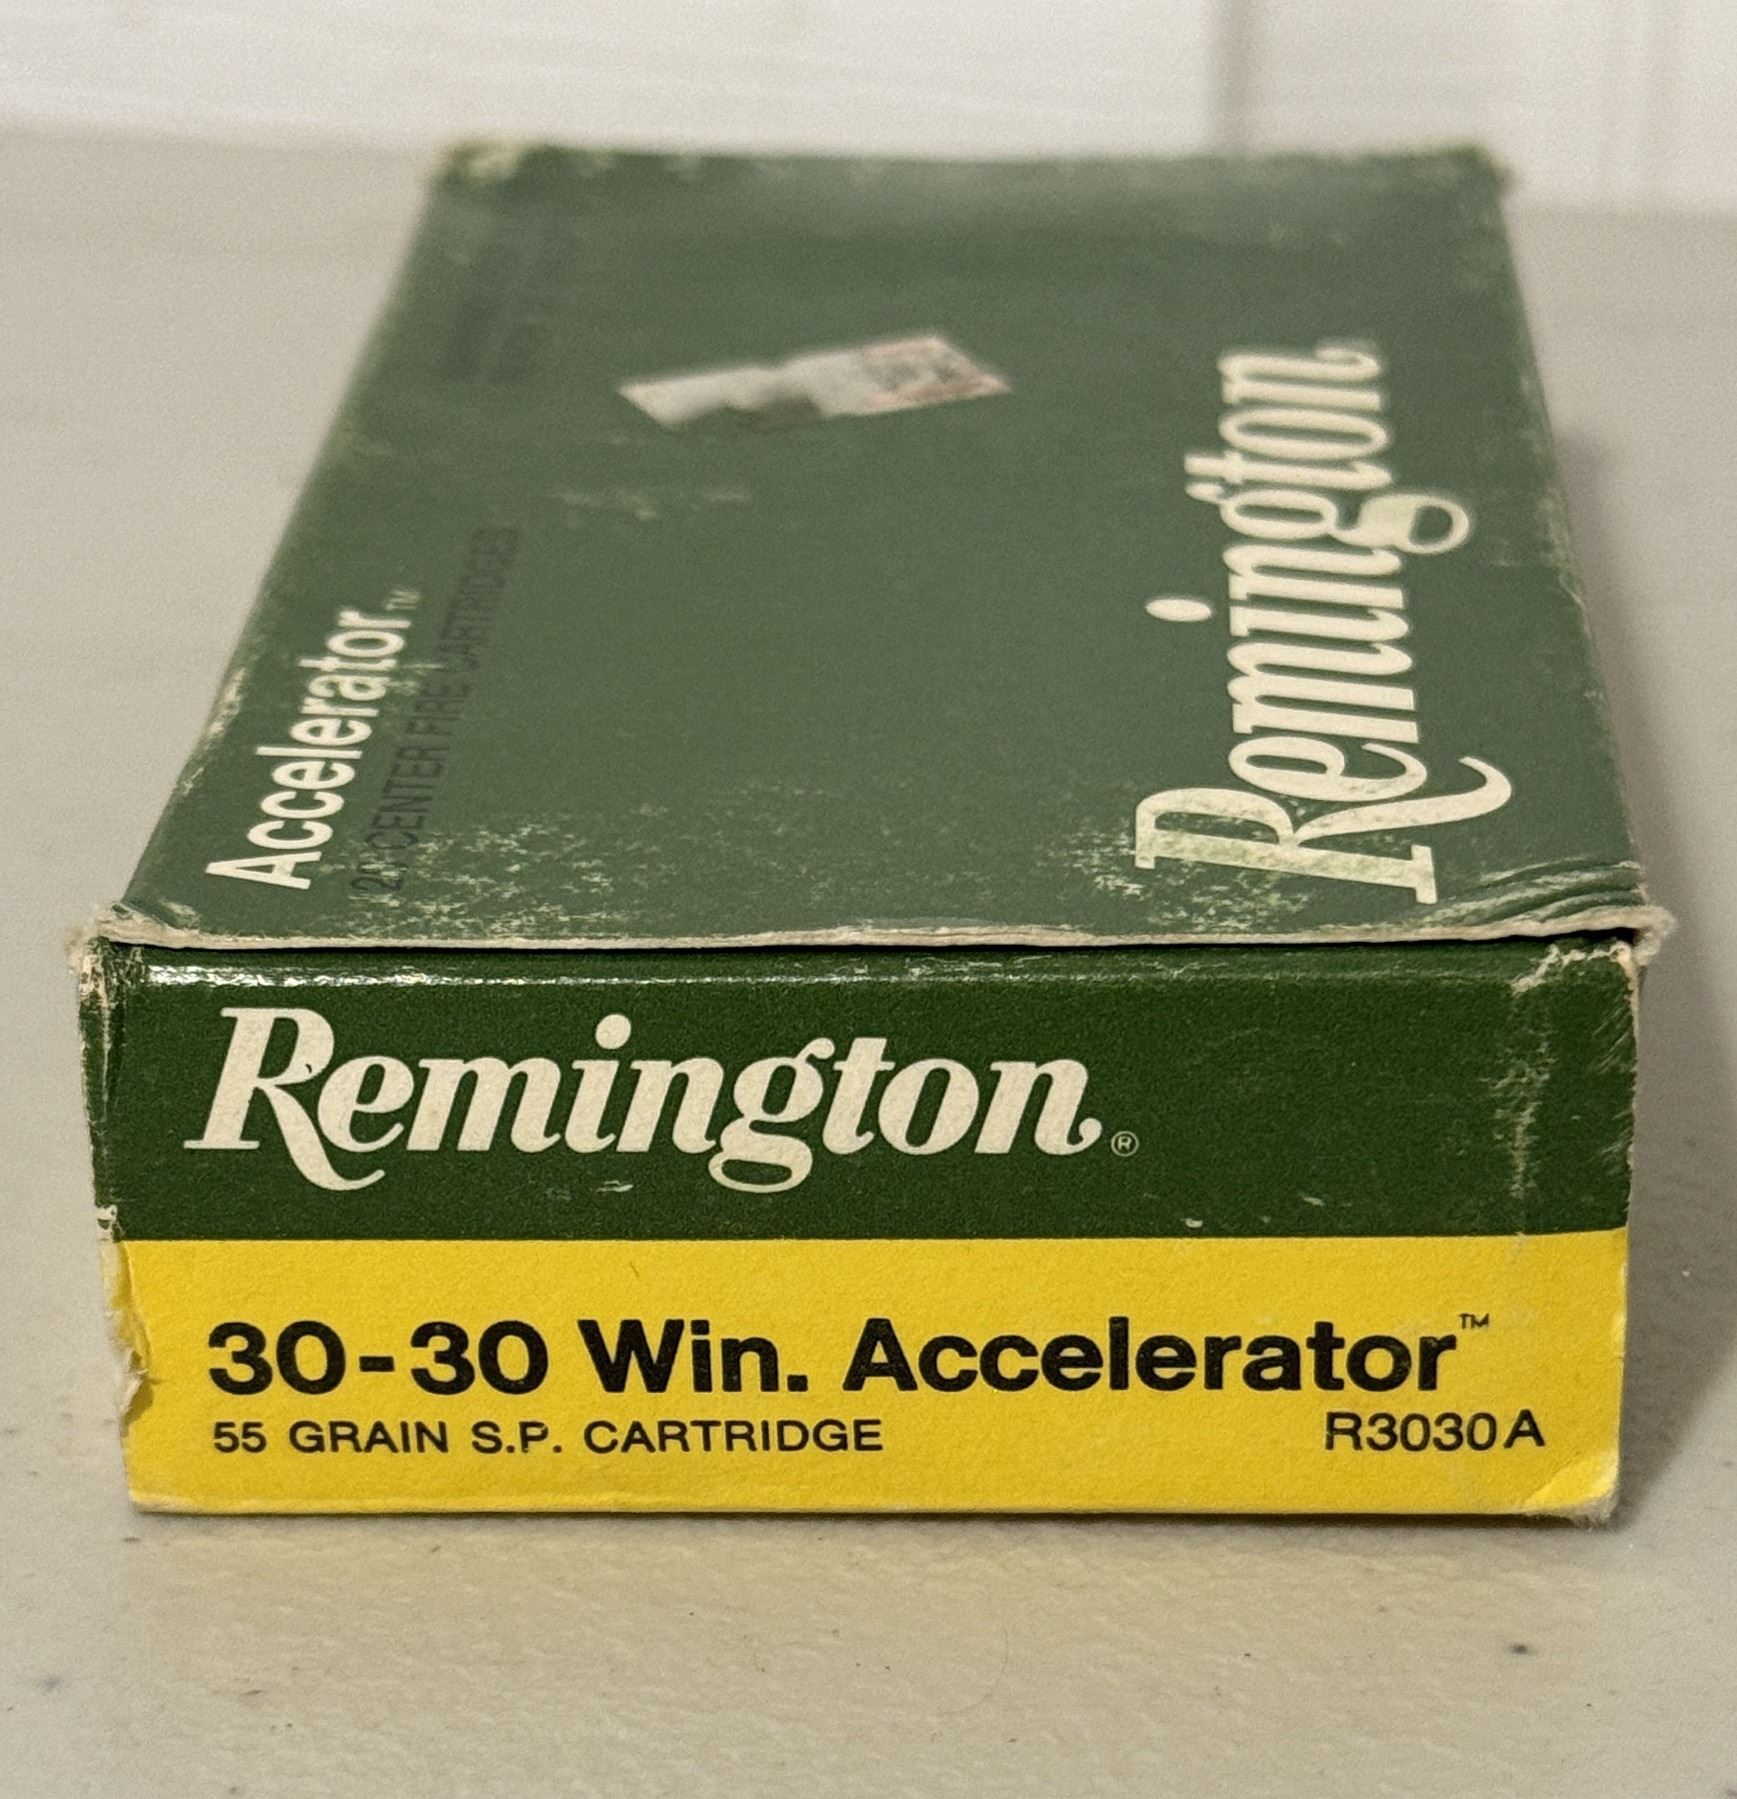 Accelerator™
20 CENTER FIRE CARTRIDGES
Remington
Remington®
30-30 Win. Accelerator™
55 GRAIN S.P. CARTRIDGE
R3030A